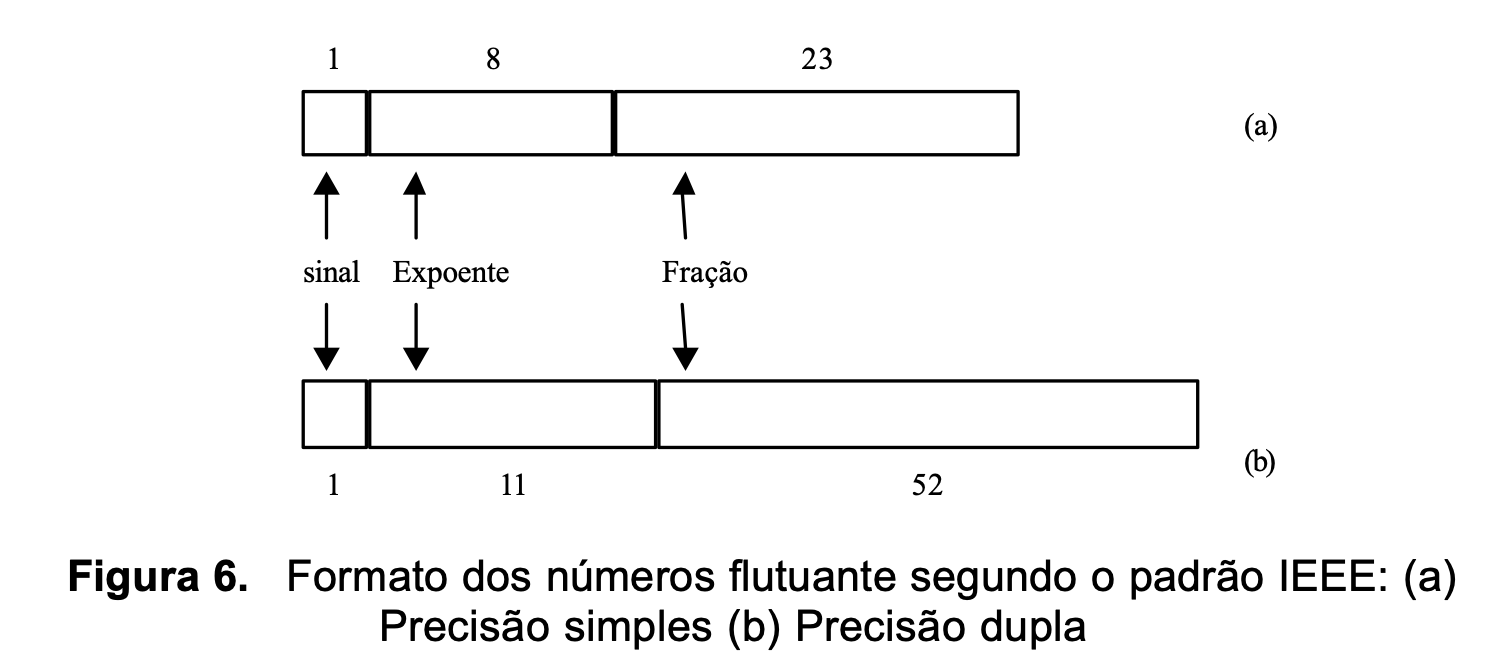 1 8 23
(a)
sinal Expoente Fração
(b)
1 11 52
Figura 6. Formato dos números flutuante segundo o padrão IEEE: (a)
Precisão simples (b) Precisão dupla